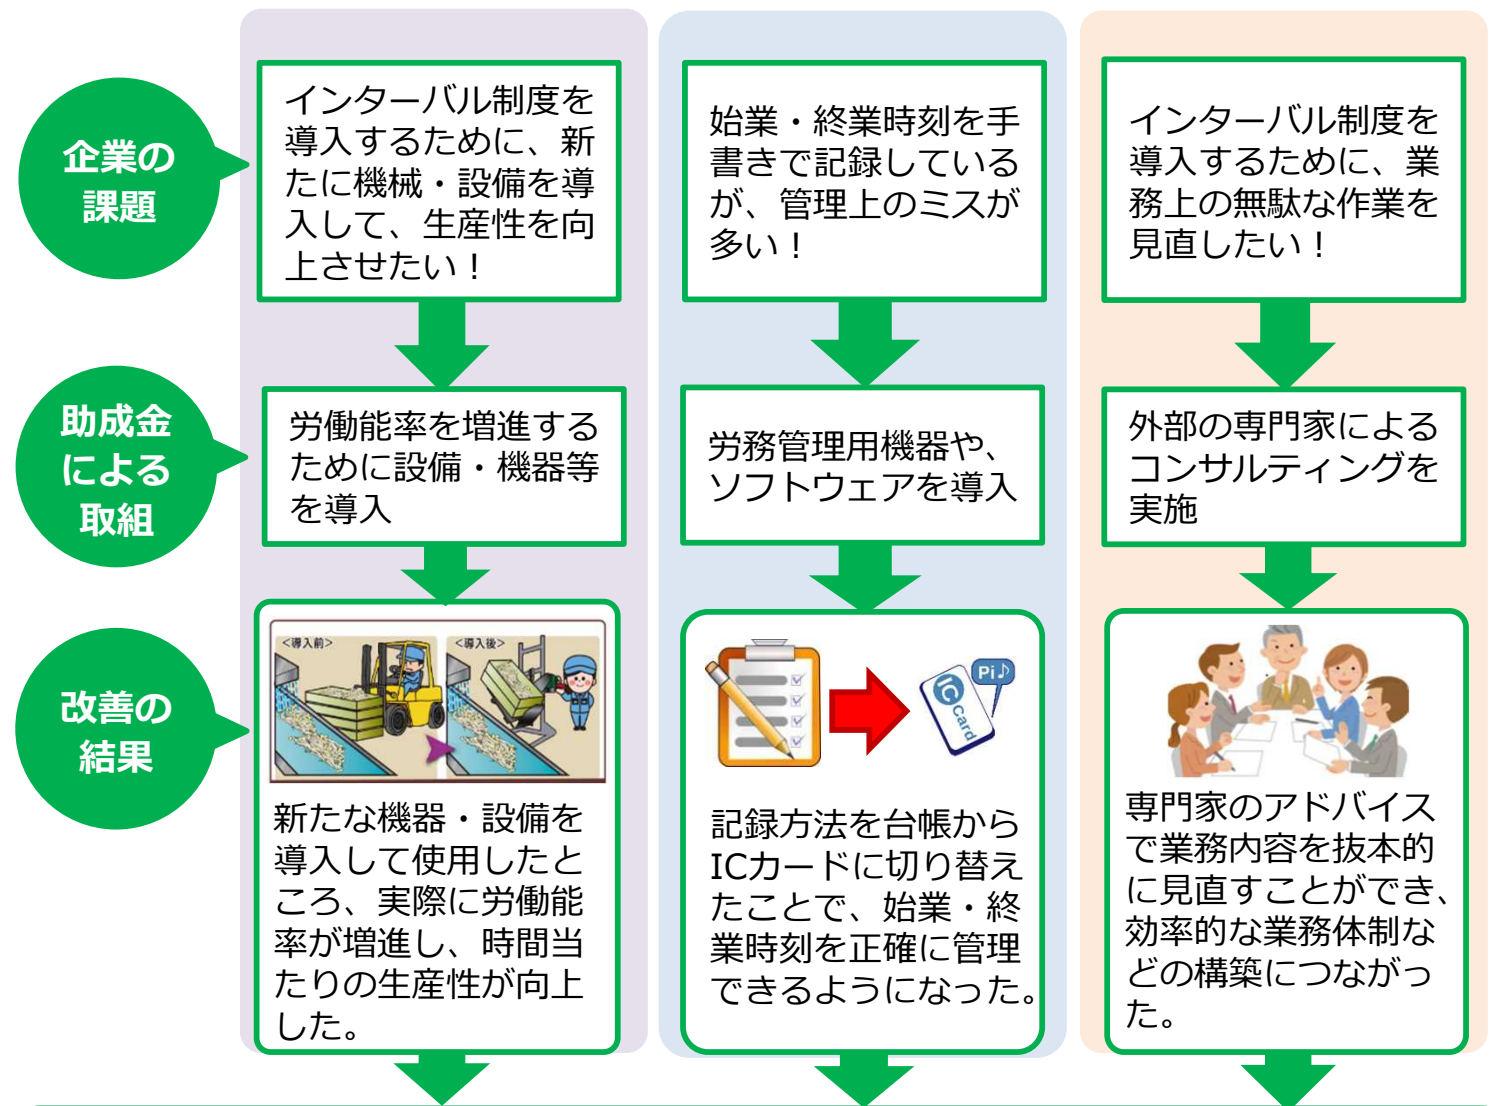 企業の
課題
インターバル制度を
導入するために、新
たに機械・設備を導
入して、生産性を向
上させたい！
始業・終業時刻を手
書きで記録している
が、管理上のミスが
多い！
インターバル制度を
導入するために、業
務上の無駄な作業を
見直したい！
助成金
による
取組
労働能率を増進する
ために設備・機器等
を導入
労務管理用機器や、
ソフトウェアを導入
外部の専門家による
コンサルティングを
実施
改善の
結果
<導入前>
<導入後>
新たな機器・設備を
導入して使用したと
ころ、実際に労働能
率が増進し、時間当
たりの生産性が向上
した。
Pi♪
IC
Card
記録方法を台帳から
ICカードに切り替え
たことで、始業・終
業時刻を正確に管理
できるようになった。
専門家のアドバイス
で業務内容を抜本的
に見直すことができ、
効率的な業務体制な
どの構築につながっ
た。